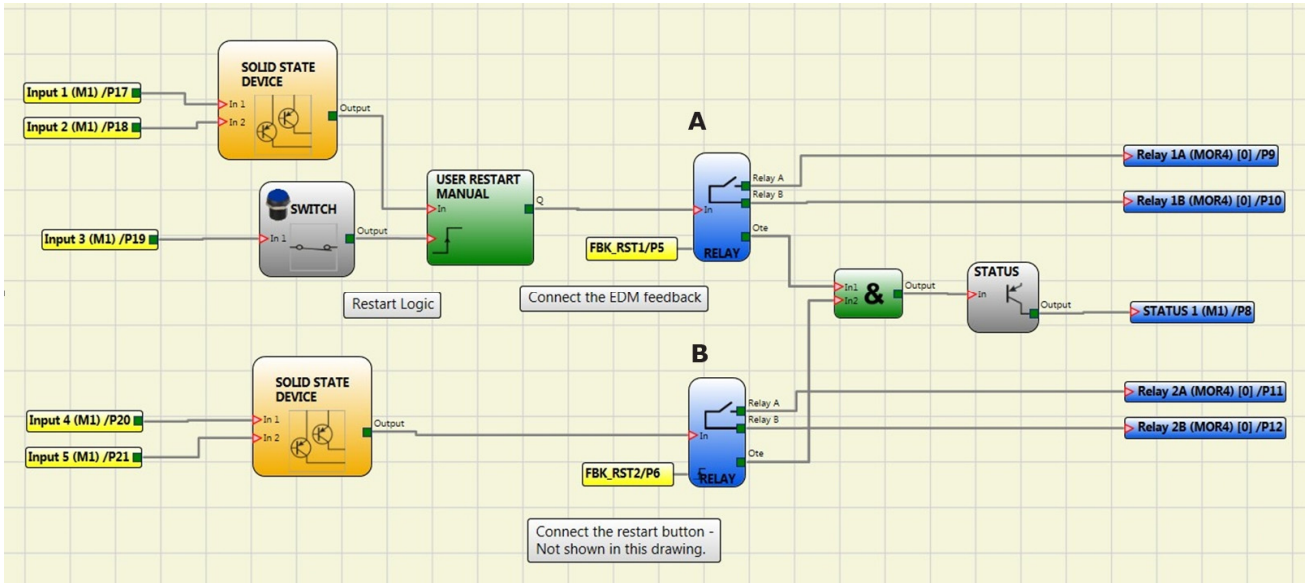 SOLID STATE
DEVICE
Input 1 (M1) /P17
Input 2 (M1) /P18
In 1
In 2
Output
A
SWITCH
Input 3 (M1) /P19
In 1
Output
USER RESTART
MANUAL
In
Q
Relay A
Relay B
In
Ote
RELAY
FBK_RST1/P5
Relay 1A (MOR4) [0] /P9
Relay 1B (MOR4) [0] /P10
Restart Logic
Connect the EDM feedback
In1
In2
&
Output
STATUS
In
Output
STATUS 1 (M1) /P8
B
SOLID STATE
DEVICE
Input 4 (M1) /P20
Input 5 (M1) /P21
In 1
In 2
Output
Relay A
Relay B
In
Ote
RELAY
FBK_RST2/P6
Relay 2A (MOR4) [0] /P11
Relay 2B (MOR4) [0] /P12
Connect the restart button -
Not shown in this drawing.